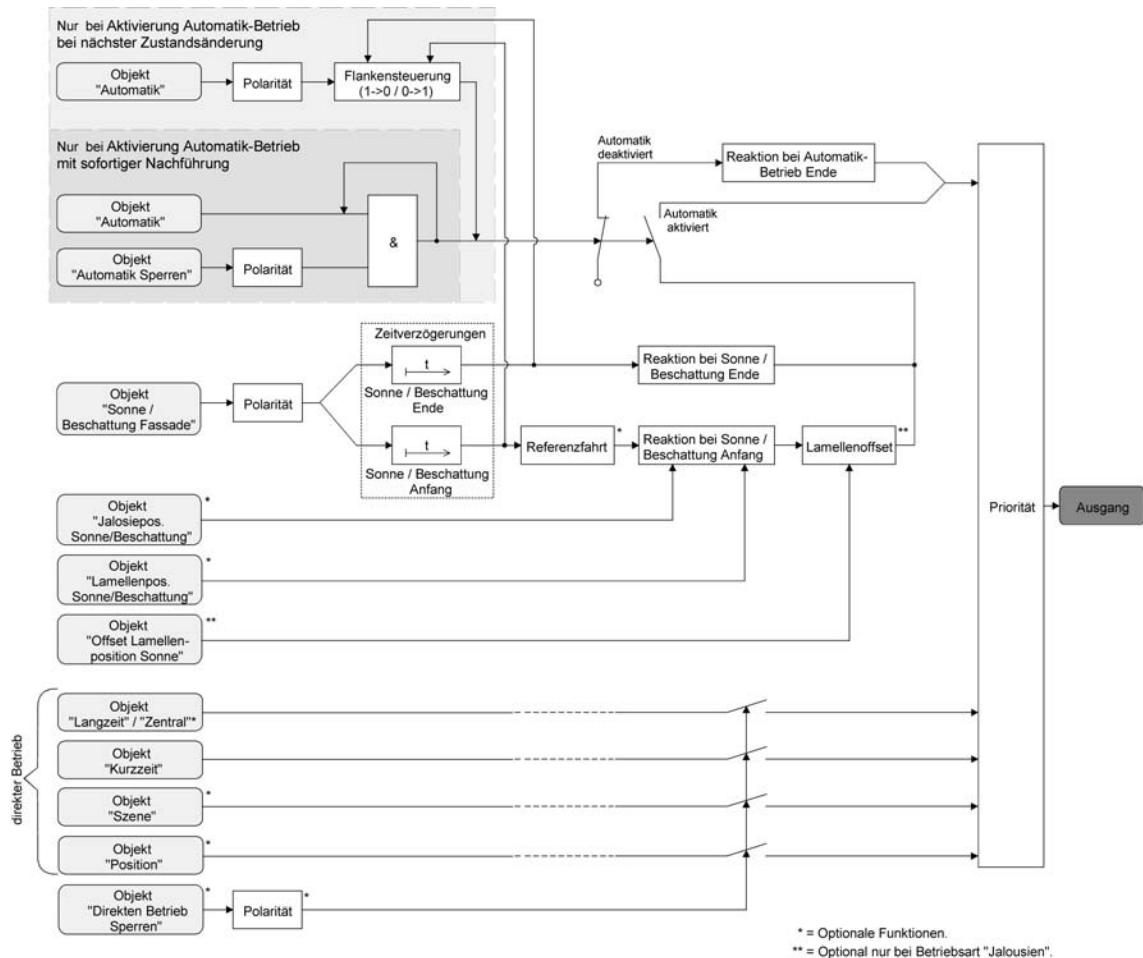 Nur bei Aktivierung Automatik-Betrieb
bei nächster Zustandsänderung
Objekt
"Automatik"
Polarität
Flankensteuerung
(1->0 / 0->1)
Nur bei Aktivierung Automatik-Betrieb
mit sofortiger Nachführung
Objekt
"Automatik"
Objekt
"Automatik Sperren"
Polarität
&
Automatik
deaktiviert
Reaktion bei Automatik-
Betrieb Ende
Automatik
aktiviert
Zeitverzögerungen
t
Sonne / Beschattung
Ende
t
Sonne / Beschattung
Anfang
Objekt
"Sonne /
Beschattung Fassade"
Polarität
Reaktion bei Sonne /
Beschattung Ende
Referenzfahrt
*
Reaktion bei Sonne /
Beschattung Anfang
Lamellenoffset
**
Objekt
"Jalosiepos.
Sonne/Beschattung"
*
Objekt
"Lamellenpos.
Sonne/Beschattung"
*
Objekt
"Offset Lamellen-
position Sonne"
**
Priorität
Ausgang
direkter Betrieb
Objekt
"Langzeit" / "Zentral"*
Objekt
"Kurzzeit"
Objekt
"Szene"
*
Objekt
"Position"
*
Objekt
"Direkten Betrieb
Sperren"
*
Polarität
*
* = Optionale Funktionen.
** = Optional nur bei Betriebsart "Jalousien".